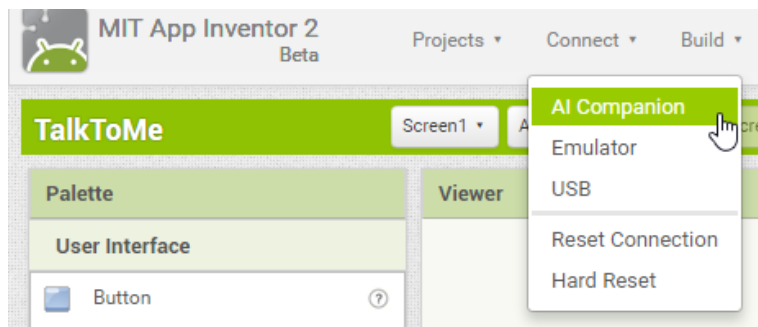 MIT App Inventor 2
Beta
Projects Connect Build
AI Companion
Emulator
USB
Reset Connection
Hard Reset
TalkToMe
Screen1
Palette
Viewer
User Interface
Button
?